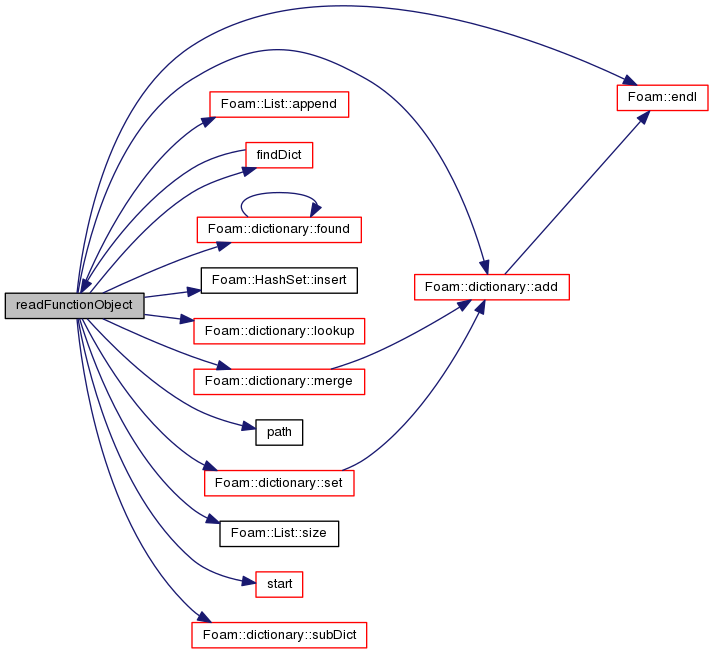 Foam::endl
Foam::List::append
findDict
Foam::dictionary::found
Foam::HashSet::insert
Foam::dictionary::add
readFunctionObject
Foam::dictionary::lookup
Foam::dictionary::merge
path
Foam::dictionary::set
Foam::List::size
start
Foam::dictionary::subDict